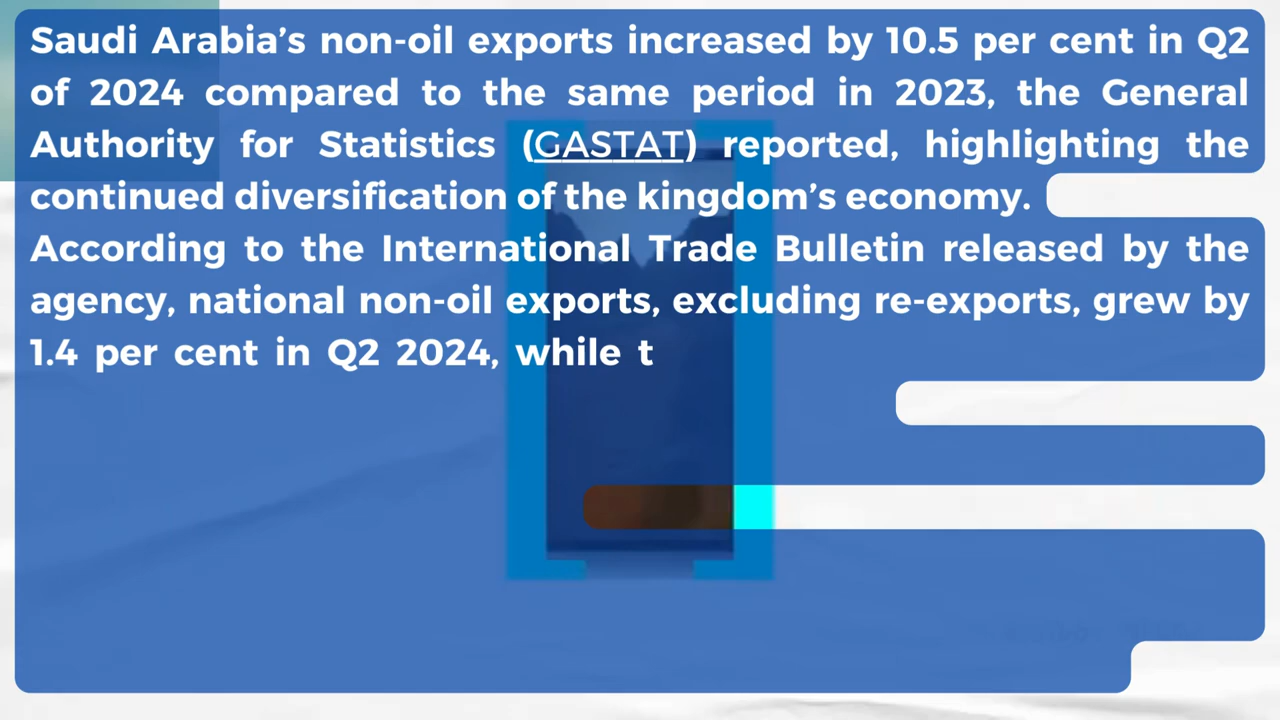 Saudi Arabia’s non-oil exports increased by 10.5 per cent in Q2
of 2024 compared to the same period in 2023, the General
Authority for Statistics (GASTAT) reported, highlighting the
continued diversification of the kingdom’s economy.
According to the International Trade Bulletin released by the
agency, national non-oil exports, excluding re-exports, grew by
1.4 per cent in Q2 2024, while t